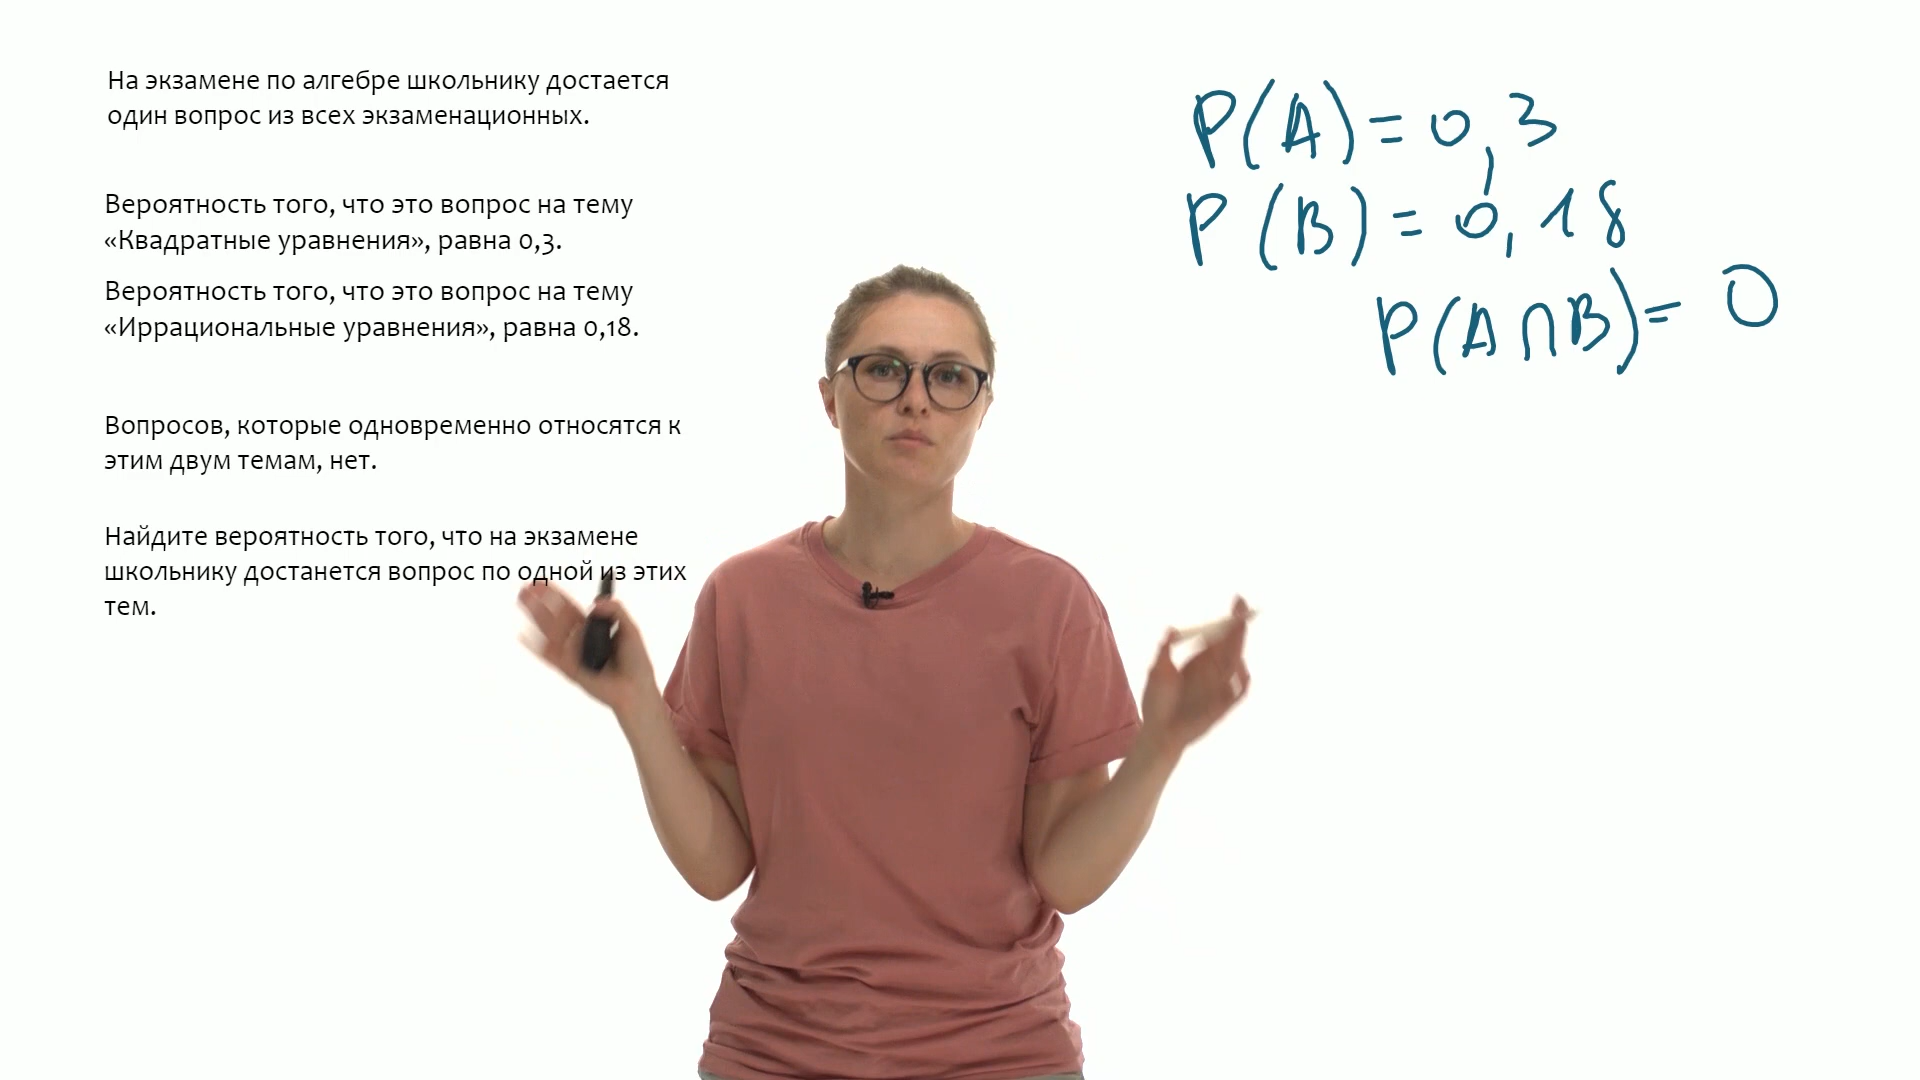 На экзамене по алгебре школьнику достается
один вопрос из всех экзаменационных.
Вероятность того, что это вопрос на тему
«Квадратные уравнения», равна 0,3.
Вероятность того, что это вопрос на тему
«Иррациональные уравнения», равна 0,18.
Вопросов, которые одновременно относятся к
этим двум темам, нет.
Найдите вероятность того, что на экзамене
школьнику достанется вопрос по одной из этих
тем.
P(A) = 0,3
P(B) = 0,18
P(A∩B) = 0